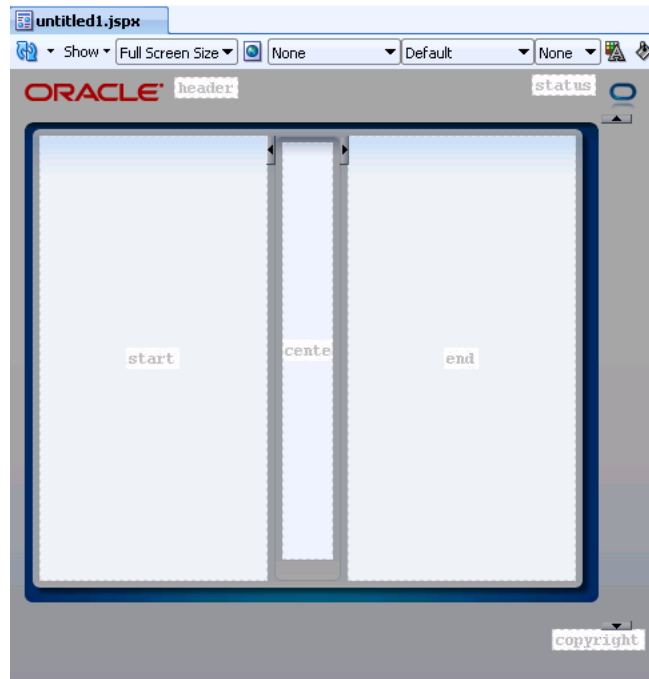 untitled1.jspx
Show Full Screen Size None Default None
ORACLE header status
start cente end
copyright